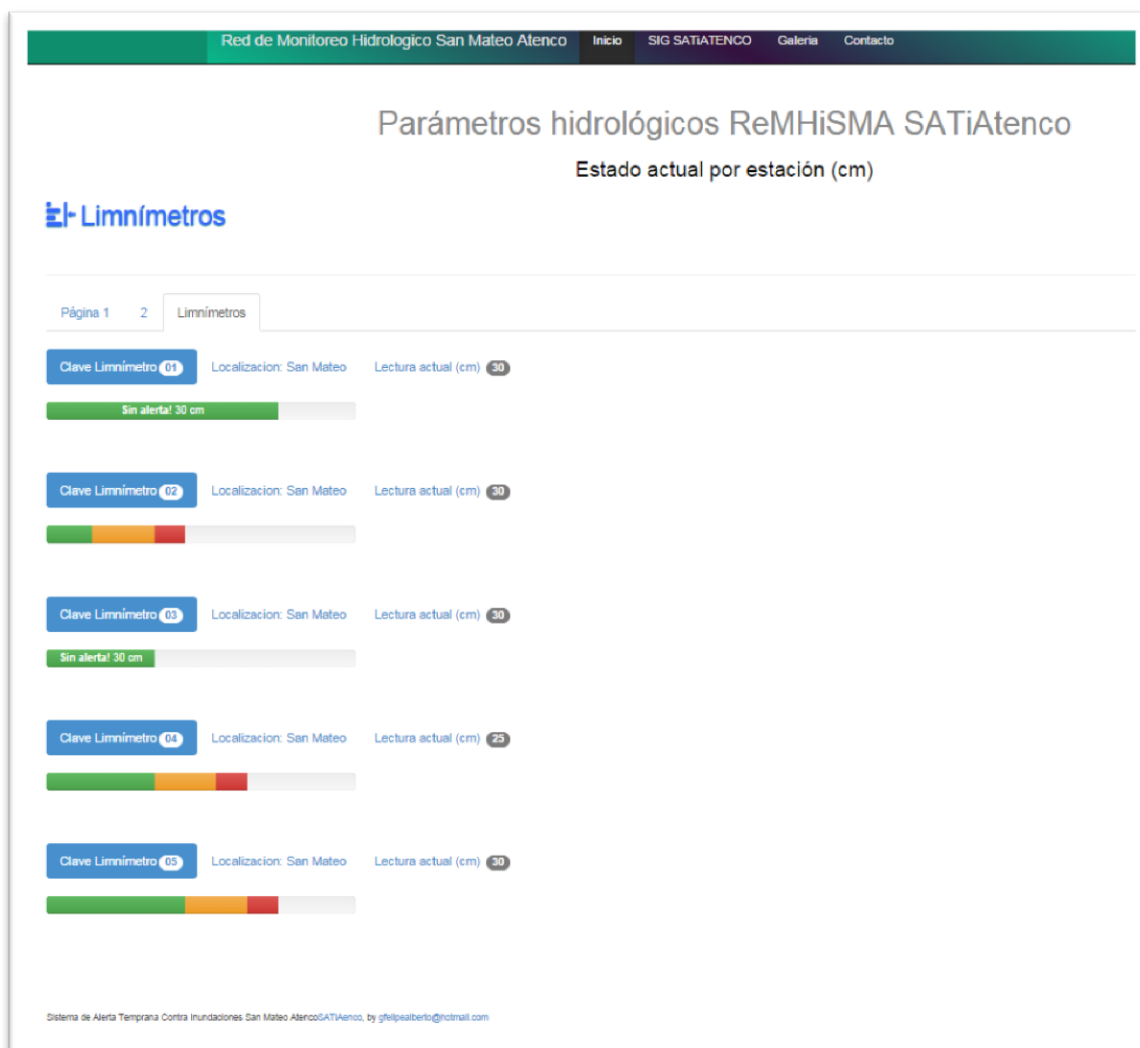 Red de Monitoreo Hidrologico San Mateo Atenco Inicio SIG SATiATENCO Galeria Contacto
Parámetros hidrológicos ReMHiSMA SATiAtenco
Estado actual por estación (cm)
Limnímetros
Página 1 2 Limnímetros
Clave Limnímetro 01 Localizacion: San Mateo Lectura actual (cm) 30
Sin alerta! 30 cm
Clave Limnímetro 02 Localizacion: San Mateo Lectura actual (cm) 30
Clave Limnímetro 03 Localizacion: San Mateo Lectura actual (cm) 30
Sin alerta! 30 cm
Clave Limnímetro 04 Localizacion: San Mateo Lectura actual (cm) 25
Clave Limnímetro 05 Localizacion: San Mateo Lectura actual (cm) 30
Sistema de Alerta Temprana Contra Inundaciones San Mateo AtencoSATiAenco, by gfelipealberto@hotmail.com